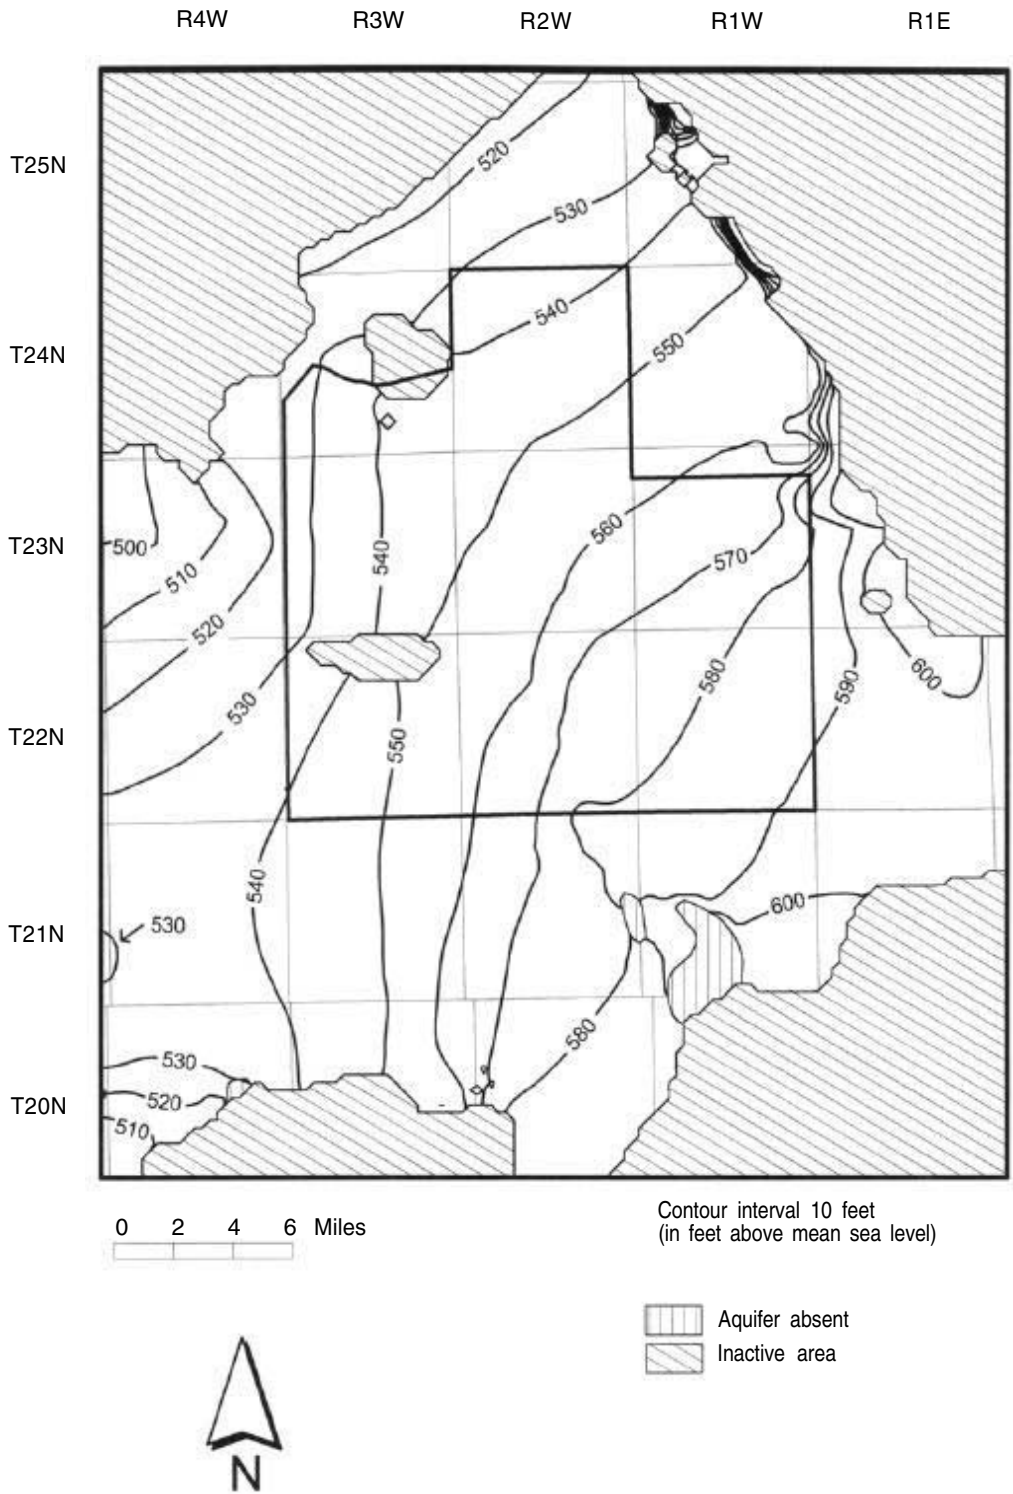 R4W R3W R2W R1W R1E
T25N
520
530
T24N
540
550
T23N
500
510
540
560
570
520
T22N
530
550
580
590
600
540
T21N
530
600
530
580
T20N
520
510
0 2 4 6 Miles
Contour interval 10 feet
(in feet above mean sea level)
Aquifer absent
Inactive area
N